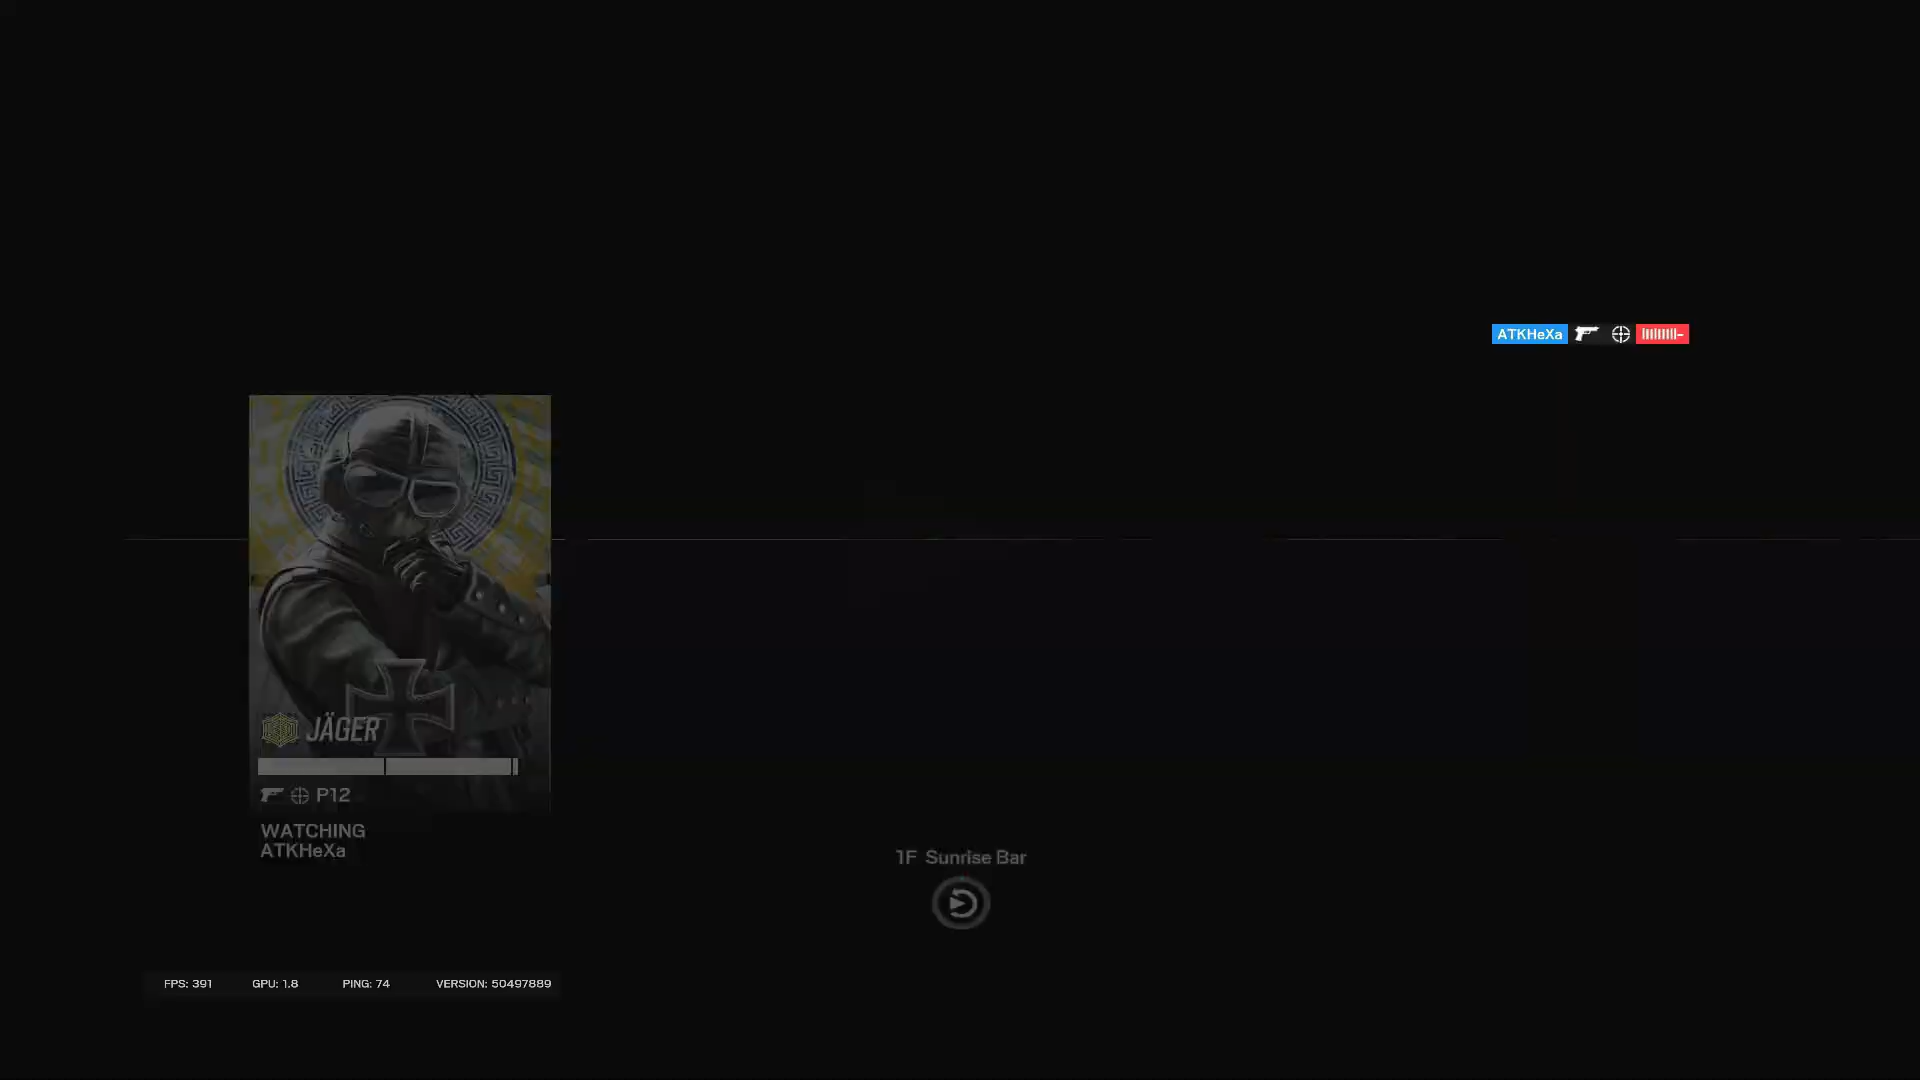 ATKHeXa
JÄGER
P12
WATCHING
ATKHeXa
1F Sunrise Bar
FPS: 391 GPU: 1.8 PING: 74 VERSION: 50497889